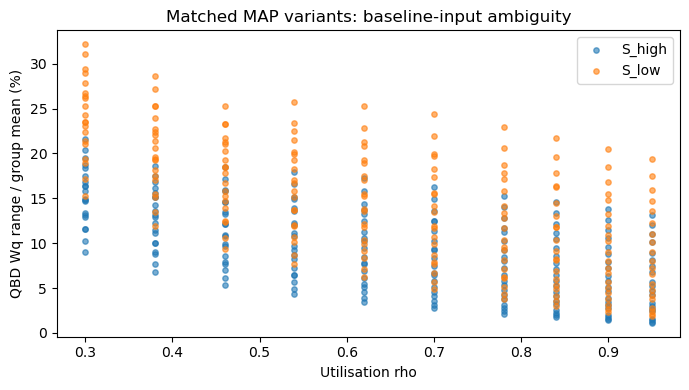 Matched MAP variants: baseline-input ambiguity
QBD Wq range / group mean (%)
30
25
20
15
10
5
0
S_high
S_low
0.3 0.4 0.5 0.6 0.7 0.8 0.9
Utilisation rho